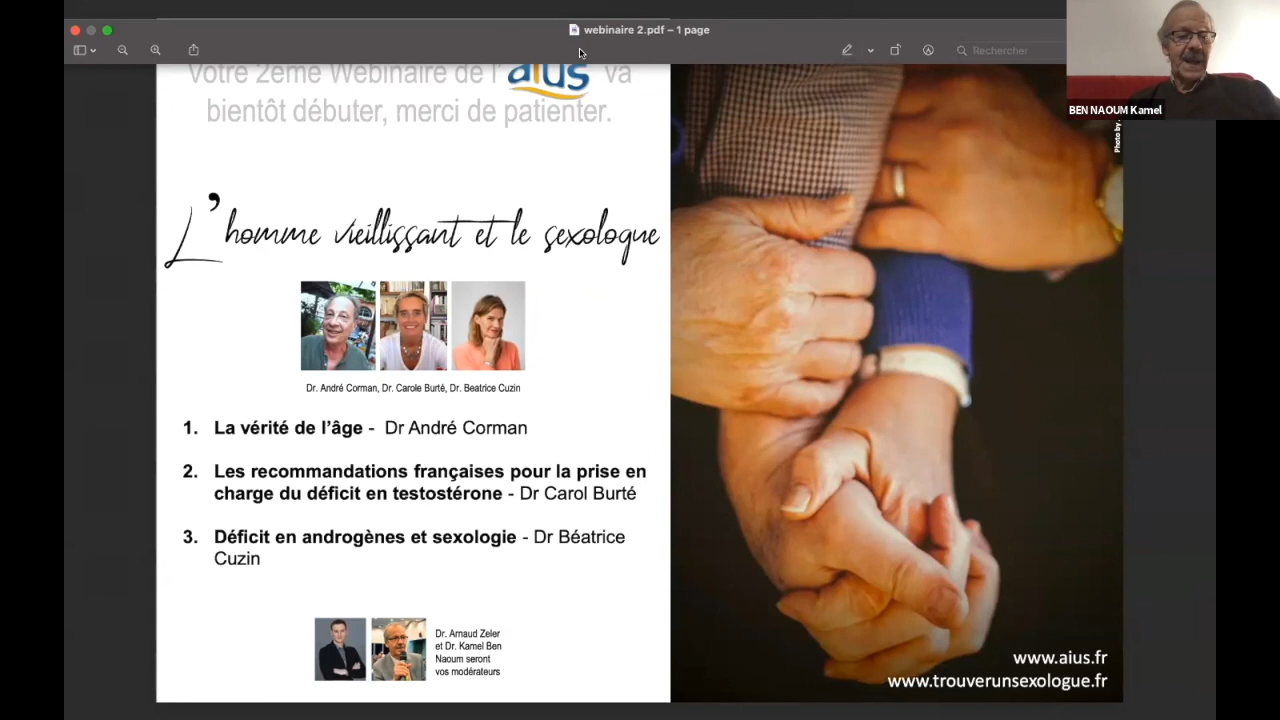 webinaire 2.pdf – 1 page
Rechercher
BEN NAOUM Kamel
Votre 2ème Webinaire de l' aius va
bientôt débuter, merci de patienter.
Photo by
L'homme vieillissant et le sexologue
Dr. André Corman, Dr. Carole Burté, Dr. Beatrice Cuzin
1. La vérité de l'âge - Dr André Corman
2. Les recommandations françaises pour la prise en
charge du déficit en testostérone - Dr Carol Burté
3. Déficit en androgènes et sexologie - Dr Béatrice
Cuzin
Dr. Arnaud Zeler
et Dr. Kamel Ben
Naoum seront
vos modérateurs
www.aius.fr
www.trouverunsexologue.fr